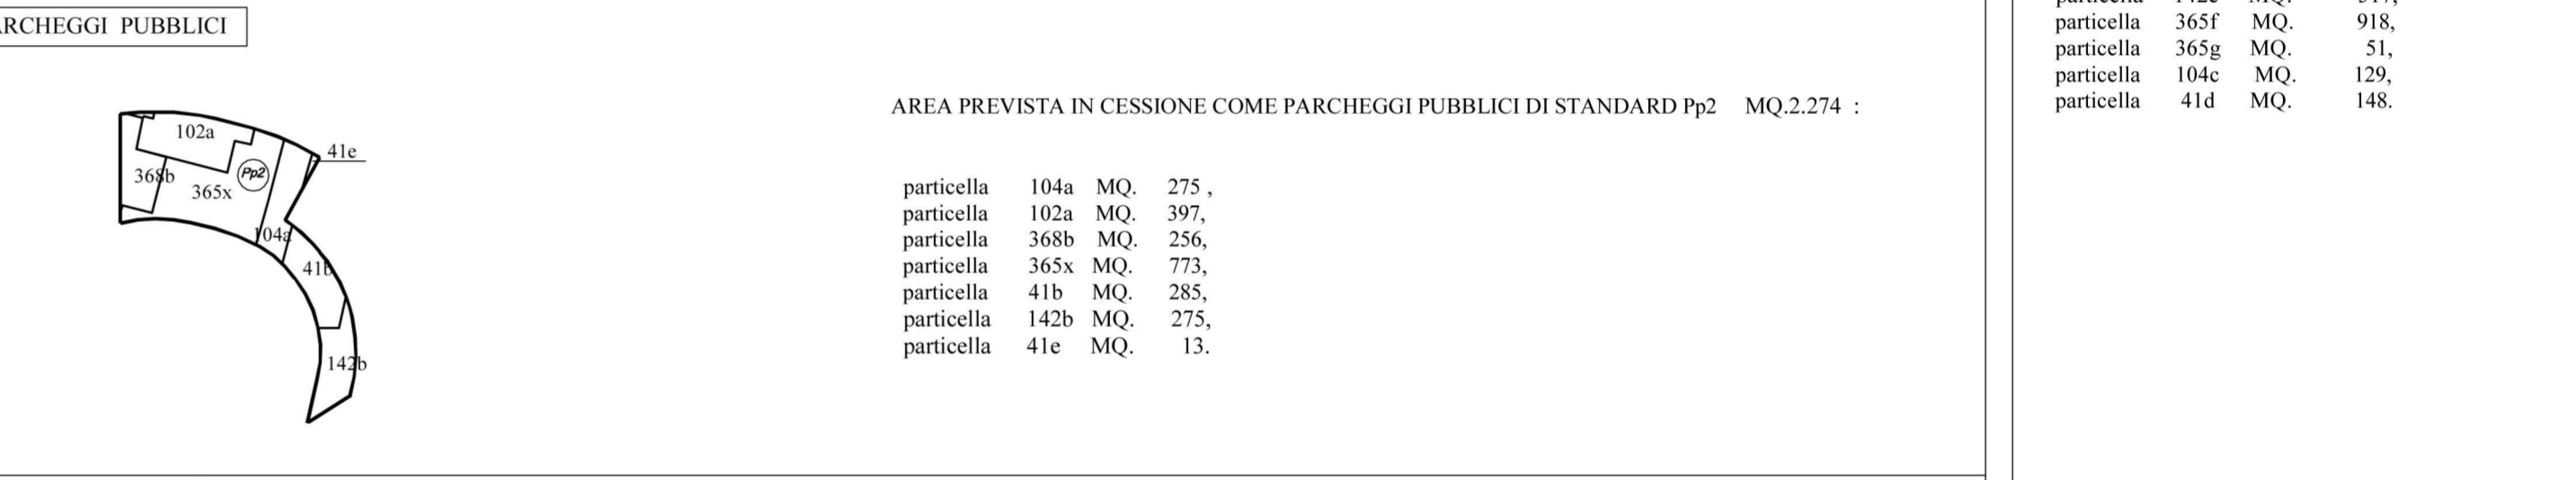 PARCHEGGI PUBBLICI
102a
41e
368b
Pp2
365x
104a
41b
142b
AREA PREVISTA IN CESSIONE COME PARCHEGGI PUBBLICI DI STANDARD Pp2 MQ.2.274 :
particella 104a MQ. 275 ,
particella 102a MQ. 397,
particella 368b MQ. 256,
particella 365x MQ. 773,
particella 41b MQ. 285,
particella 142b MQ. 275,
particella 41e MQ. 13.
particella 365f MQ. 918,
particella 365g MQ. 51,
particella 104c MQ. 129,
particella 41d MQ. 148.